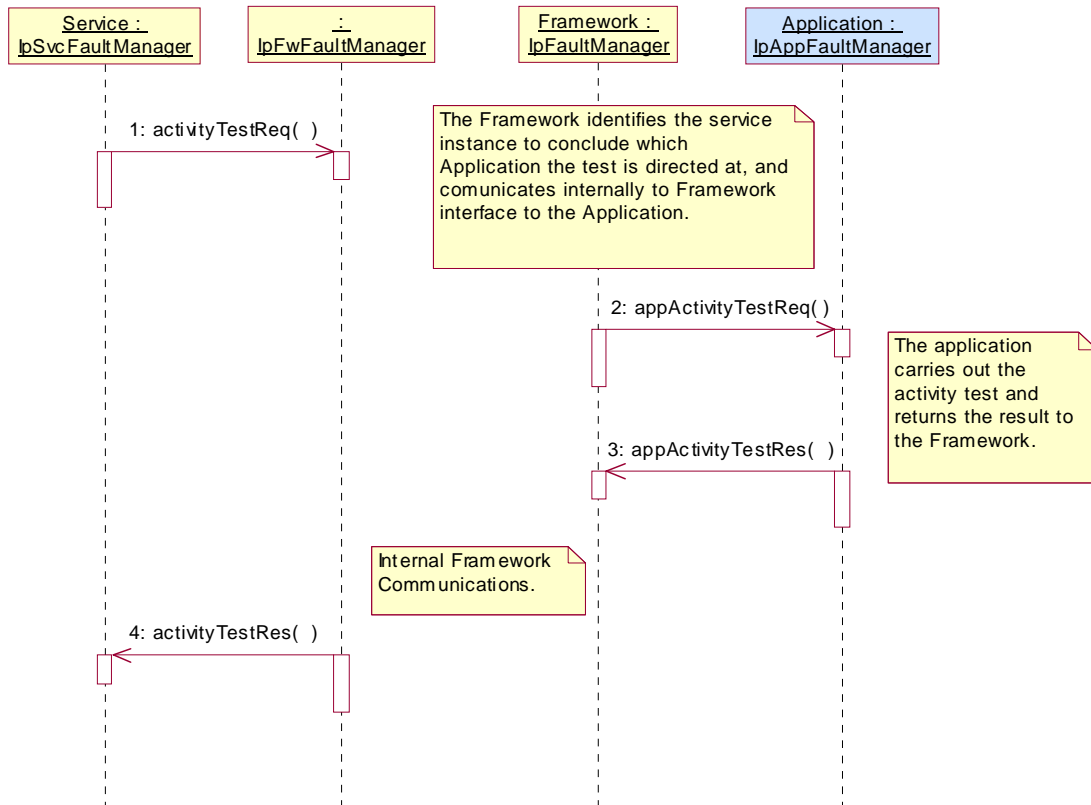 Service :
IpSvcFaultManager
:
IpFwFaultManager
Framework :
IpFaultManager
Application :
IpAppFaultManager
1: activityTestReq( )
The Framework identifies the service
instance to conclude which
Application the test is directed at, and
comunicates internally to Framework
interface to the Application.
2: appActivityTestReq( )
The application
carries out the
activity test and
returns the result to
the Framework.
3: appActivityTestRes( )
Internal Framework
Communications.
4: activityTestRes( )